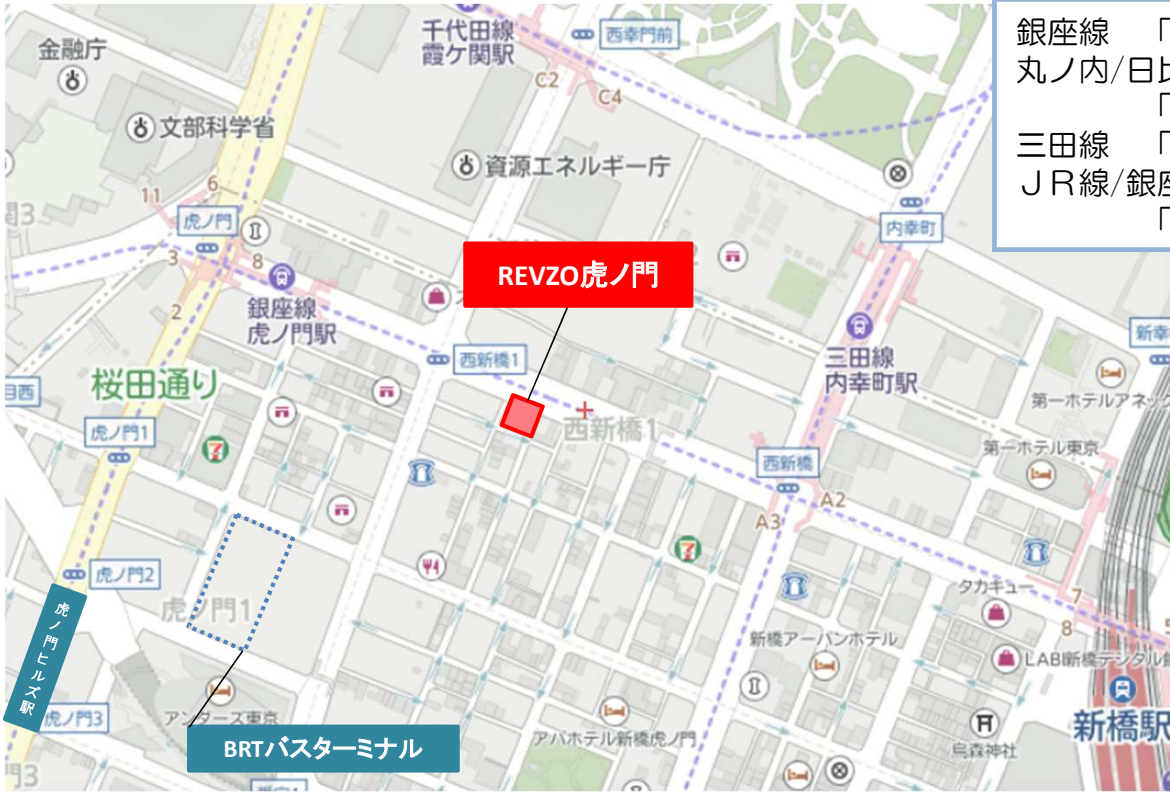 銀座線 「
丸ノ内/日比
「
三田線 「
ＪＲ線/銀座
「
千代田線
霞ケ関駅
西幸門前
金融庁
C2
C4
文部科学省
資源エネルギー庁
11
6
関3
虎ノ門
内幸町
3
8
REVZO虎ノ門
銀座線
虎ノ門駅
2
西新橋1
新幸
三田線
内幸町駅
桜田通り
目西
第一ホテルアネック
虎ノ門1
西新橋1
第一ホテル東京
西新橋
A2
A3
虎ノ門2
タカキュー
7
虎ノ門1
8
虎ノ門ヒルズ駅
新橋アーバンホテル
LABI新橋デジタル館
虎ノ門3
アンダーズ東京
新橋駅
BRTバスターミナル
アパホテル新橋虎ノ門
烏森神社
門3